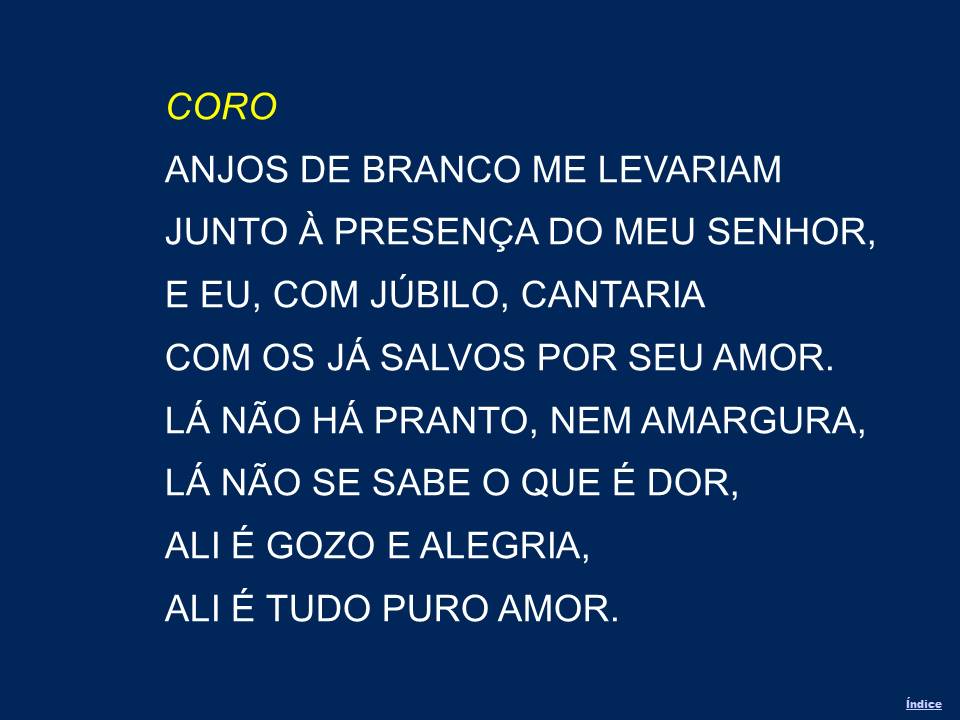 CORO
ANJOS DE BRANCO ME LEVARIAM
JUNTO À PRESENÇA DO MEU SENHOR,
E EU, COM JÚBILO, CANTARIA
COM OS JÁ SALVOS POR SEU AMOR.
LÁ NÃO HÁ PRANTO, NEM AMARGURA,
LÁ NÃO SE SABE O QUE É DOR,
ALI É GOZO E ALEGRIA,
ALI É TUDO PURO AMOR.
Índice